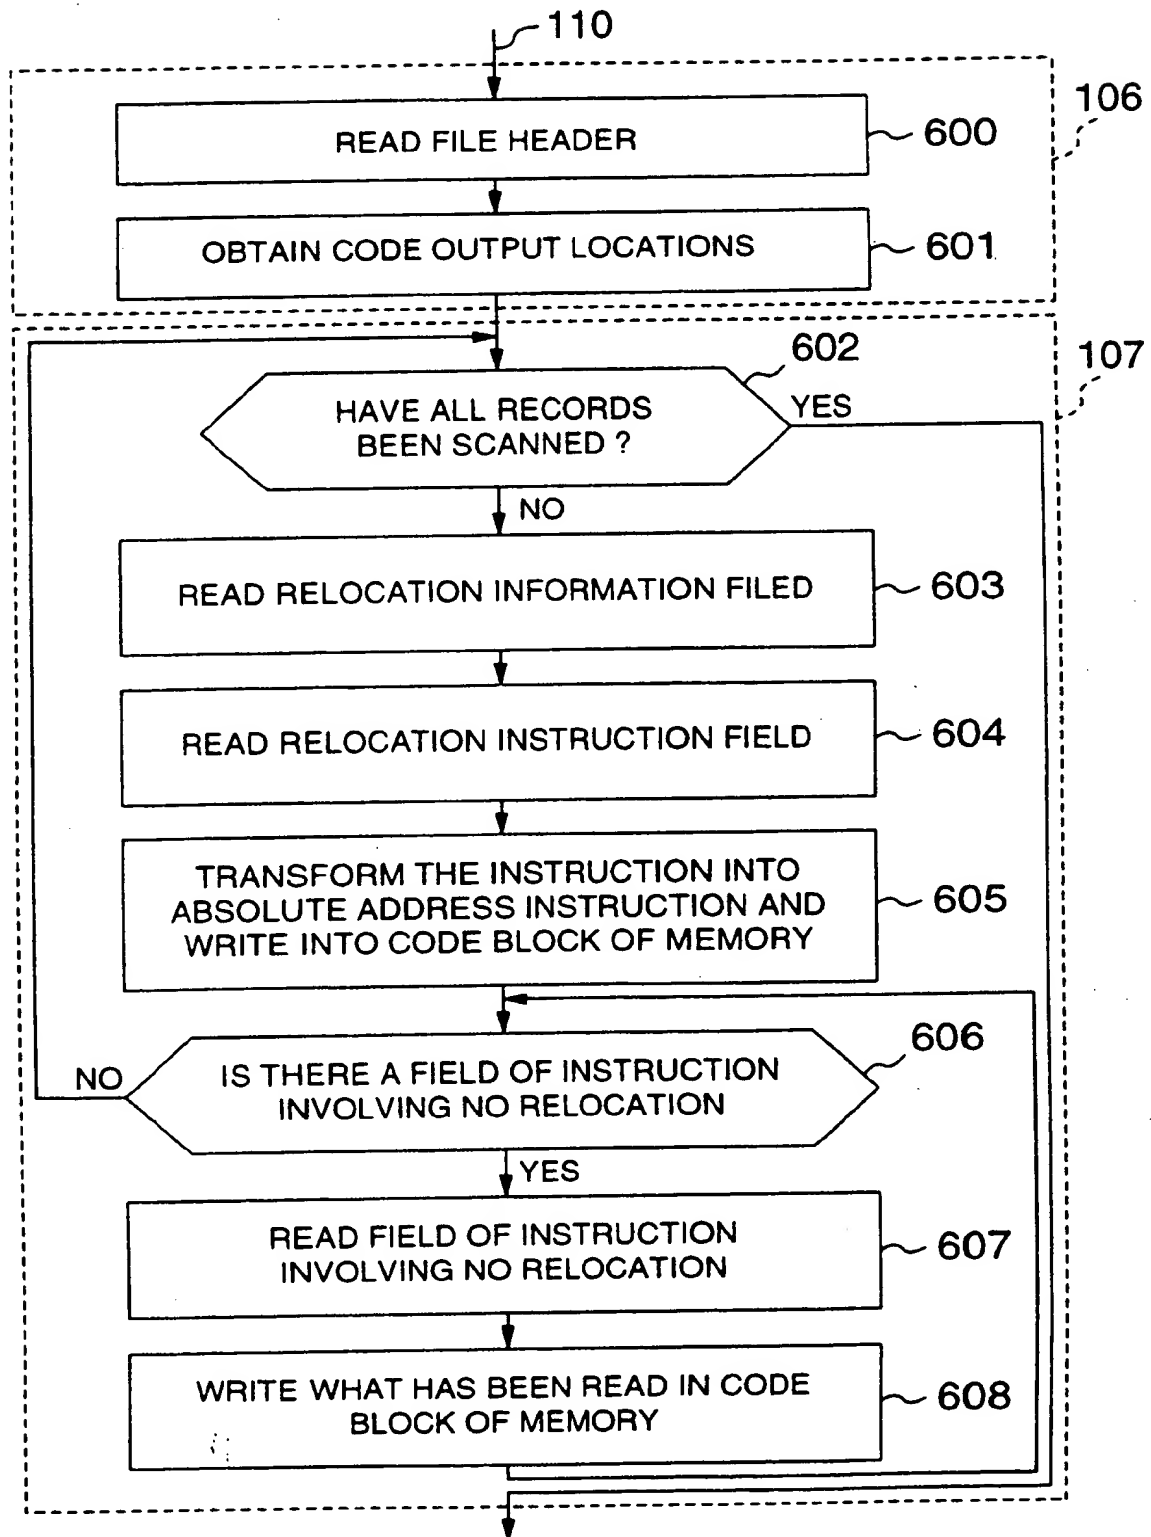 110
106
READ FILE HEADER
600
OBTAIN CODE OUTPUT LOCATIONS
601
107
602
HAVE ALL RECORDS
BEEN SCANNED ?
YES
NO
READ RELOCATION INFORMATION FILED
603
READ RELOCATION INSTRUCTION FIELD
604
TRANSFORM THE INSTRUCTION INTO
ABSOLUTE ADDRESS INSTRUCTION AND
WRITE INTO CODE BLOCK OF MEMORY
605
606
NO
IS THERE A FIELD OF INSTRUCTION
INVOLVING NO RELOCATION
YES
READ FIELD OF INSTRUCTION
INVOLVING NO RELOCATION
607
WRITE WHAT HAS BEEN READ IN CODE
BLOCK OF MEMORY
608